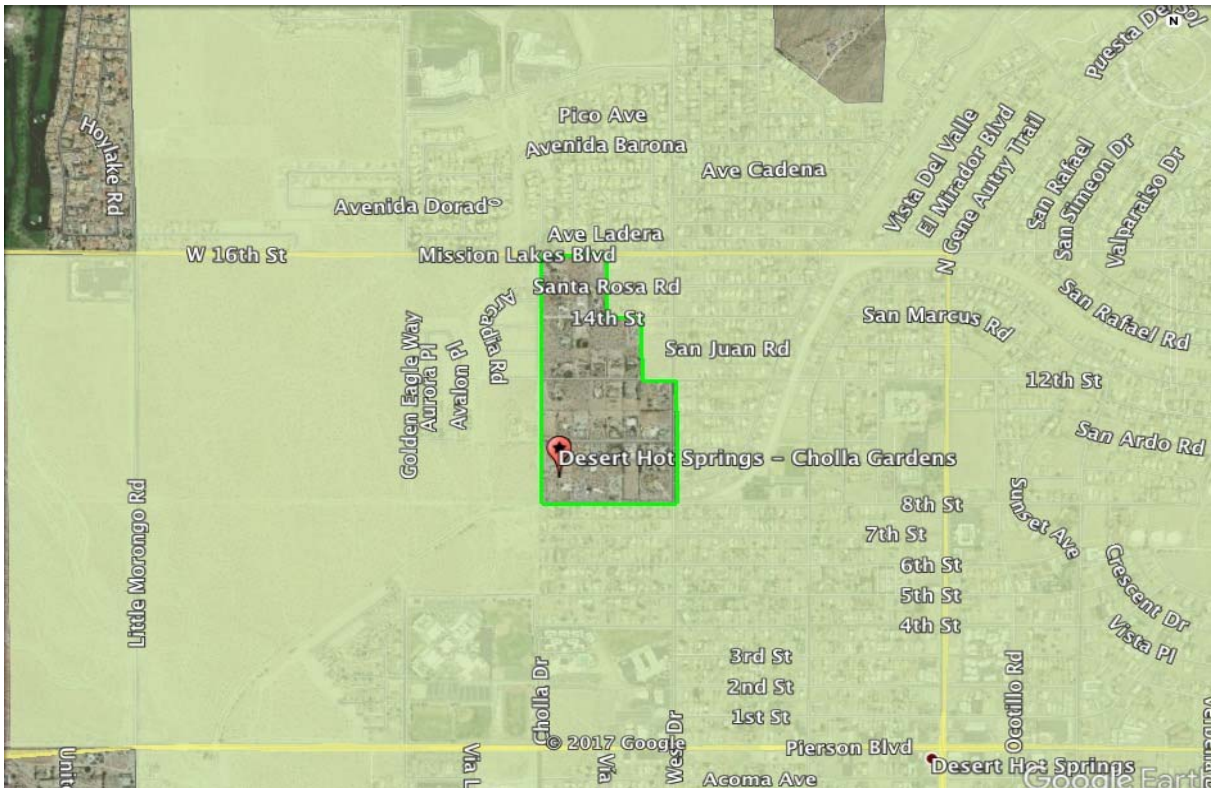 Puesta Del Sol
N
Hoylake Rd
Pico Ave
Avenida Barona
Ave Cadena
Vista Del Valle
El Mirador Blvd
N Gene Autry Trail
San Rafael
San Simeon Dr
Valparaiso Dr
Avenida Dorado
Ave Ladera
W 16th St
Mission Lakes Blvd
Santa Rosa Rd
14th St
Arcadia Rd
San Marcus Rd
San Rafael Rd
San Juan Rd
Golden Eagle Way
Aurora Pl
Avalon Pl
12th St
San Ardo Rd
Desert Hot Springs - Cholla Gardens
Little Morongo Rd
8th St
Sunset Ave
7th St
6th St
5th St
4th St
Crescent Dr
Vista Pl
3rd St
2nd St
1st St
Cholla Dr
West Dr
Ocotillo Rd
© 2017 Google
Pierson Blvd
Via L
Via
Acoma Ave
Desert Hot Springs
Google Earth